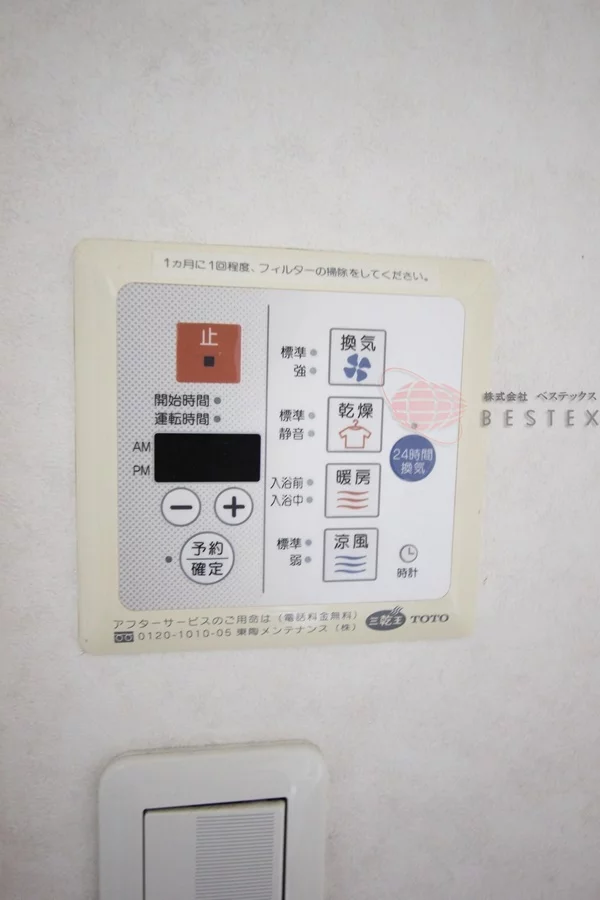 1ヵ月に1回程度、フィルターの掃除をしてください。
止
開始時間
運転時間
AM
PM
予約
確定
標準
強
換気
標準
静音
乾燥
入浴前
入浴中
暖房
標準
弱
涼風
24時間
換気
時計
アフターサービスのご用命は（電話料金無料）
0120-1010-05 東陶メンテナンス（株）
三乾王 TOTO
株式会社 ベステックス
BESTEX